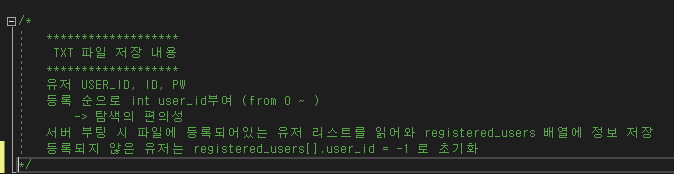 /*
*******************
TXT 파일 저장 내용
*******************
유저 USER_ID, ID, PW
등록 순으로 int user_id부여 (from 0 ~ )
-> 탐색의 편의성
서버 부팅 시 파일에 등록되어있는 유저 리스트를 읽어와 registered_users 배열에 정보 저장
등록되지 않은 유저는 registered_users[].user_id = -1 로 초기화
*/